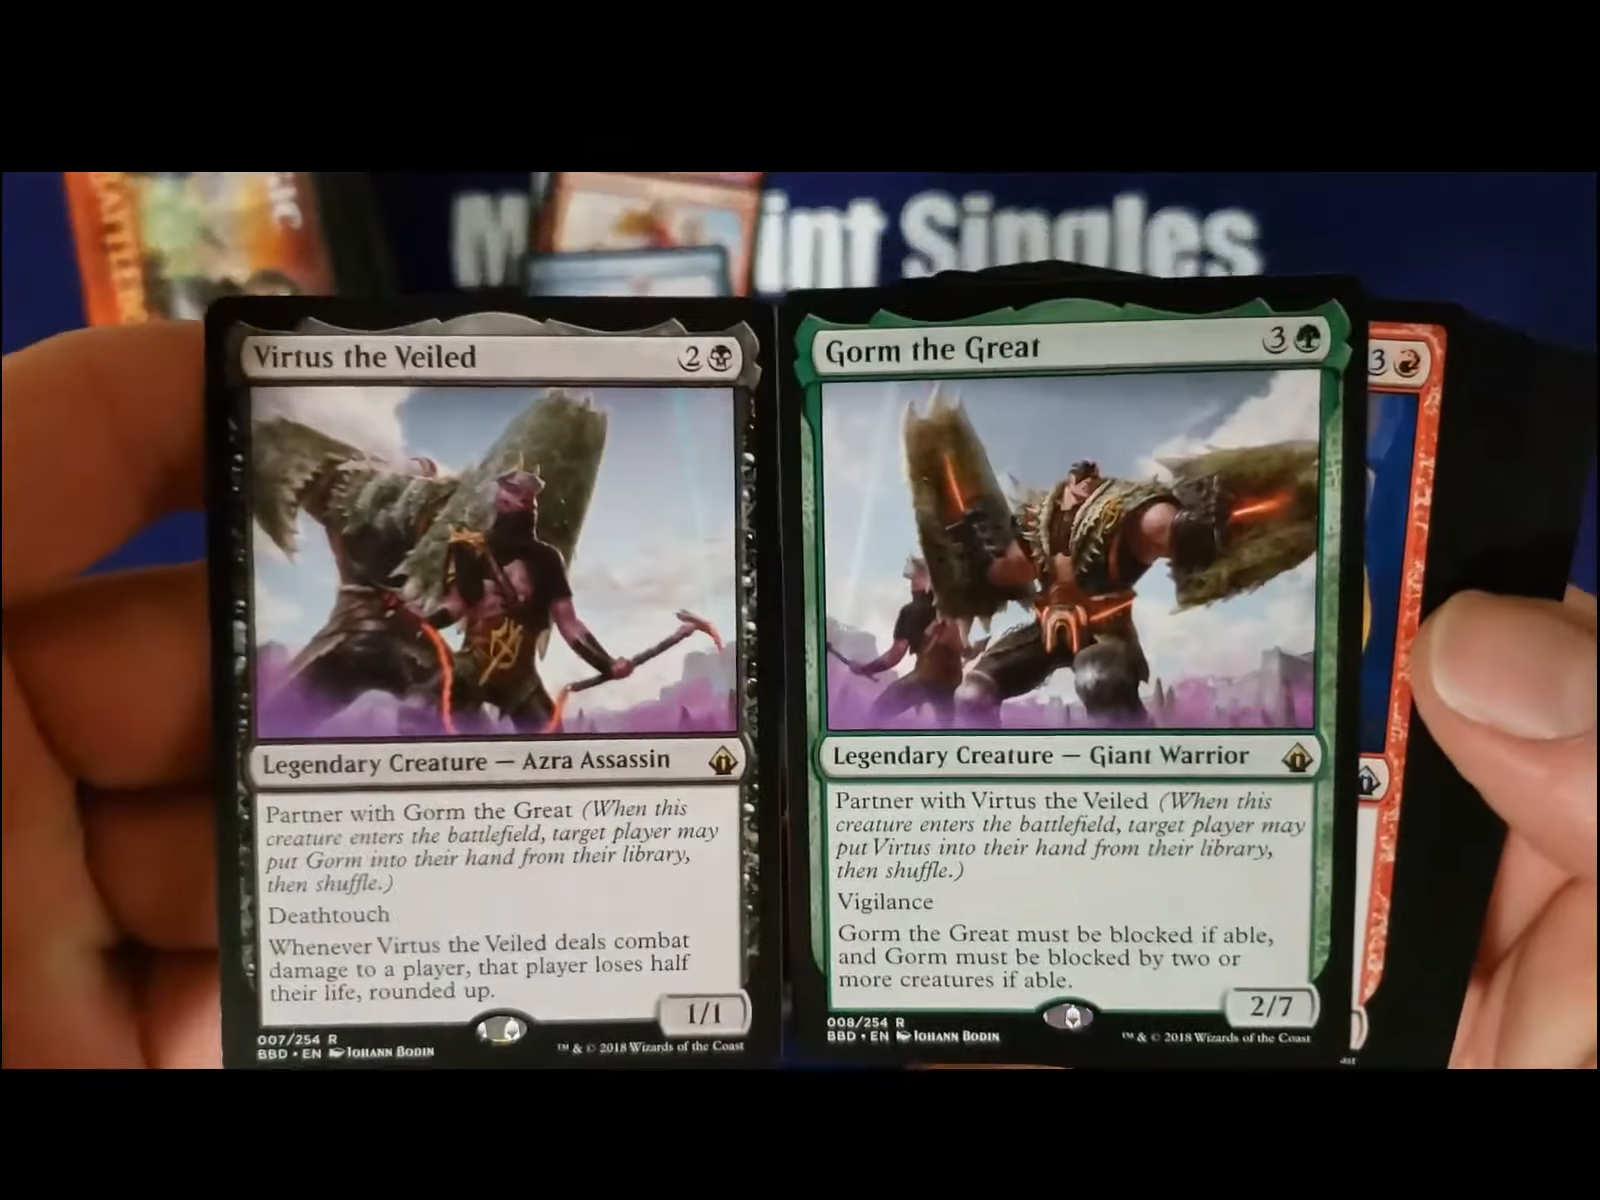 Singles
Virtus the Veiled
2
Legendary Creature — Azra Assassin
Partner with Gorm the Great (When this
creature enters the battlefield, target player may
put Gorm into their hand from their library,
then shuffle.)
Deathtouch
Whenever Virtus the Veiled deals combat
damage to a player, that player loses half
their life, rounded up.
1/1
007/254 R
BBD • EN Johann Bodin
™ & © 2018 Wizards of the Coast
Gorm the Great
3
Legendary Creature — Giant Warrior
Partner with Virtus the Veiled (When this
creature enters the battlefield, target player may
put Virtus into their hand from their library,
then shuffle.)
Vigilance
Gorm the Great must be blocked if able,
and Gorm must be blocked by two or
more creatures if able.
2/7
008/254 R
BBD • EN Johann Bodin
™ & © 2018 Wizards of the Coast
3